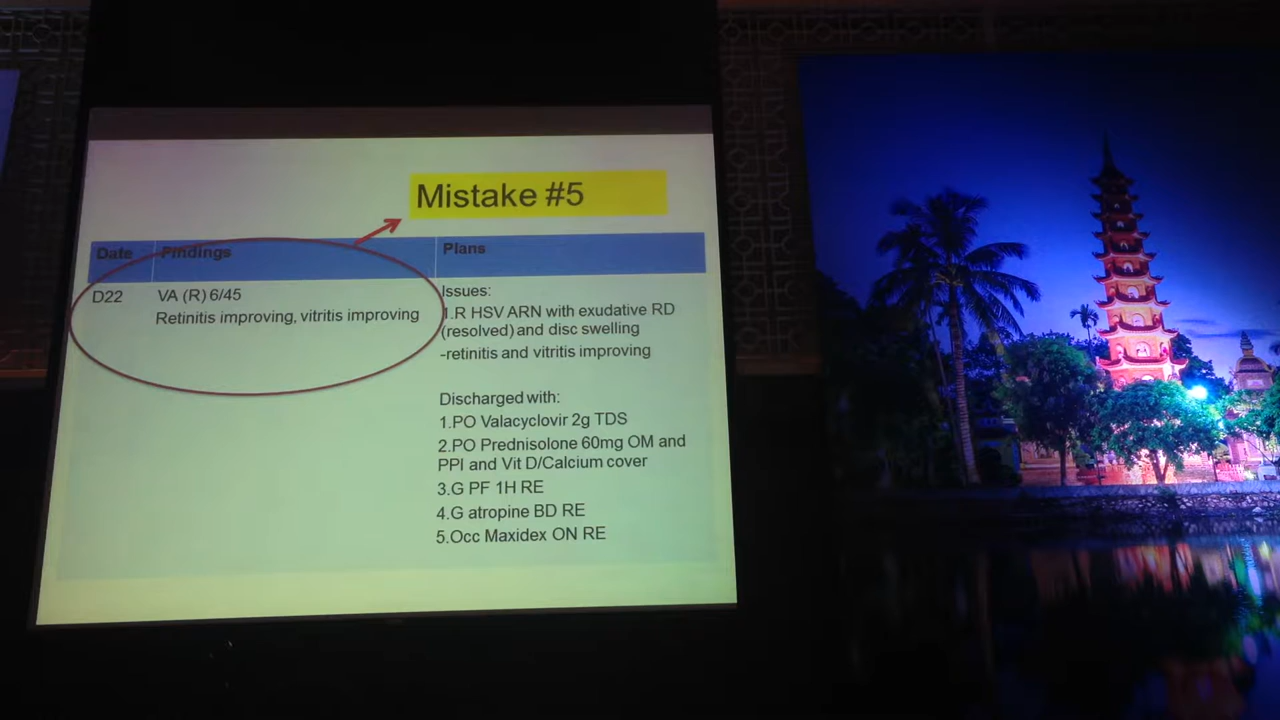 Mistake #5
Date Findings Plans
D22
VA (R) 6/45
Retinitis improving, vitritis improving
Issues:
1.R HSV ARN with exudative RD
(resolved) and disc swelling
-retinitis and vitritis improving
Discharged with:
1.PO Valacyclovir 2g TDS
2.PO Prednisolone 60mg OM and
PPI and Vit D/Calcium cover
3.G PF 1H RE
4.G atropine BD RE
5.Occ Maxidex ON RE